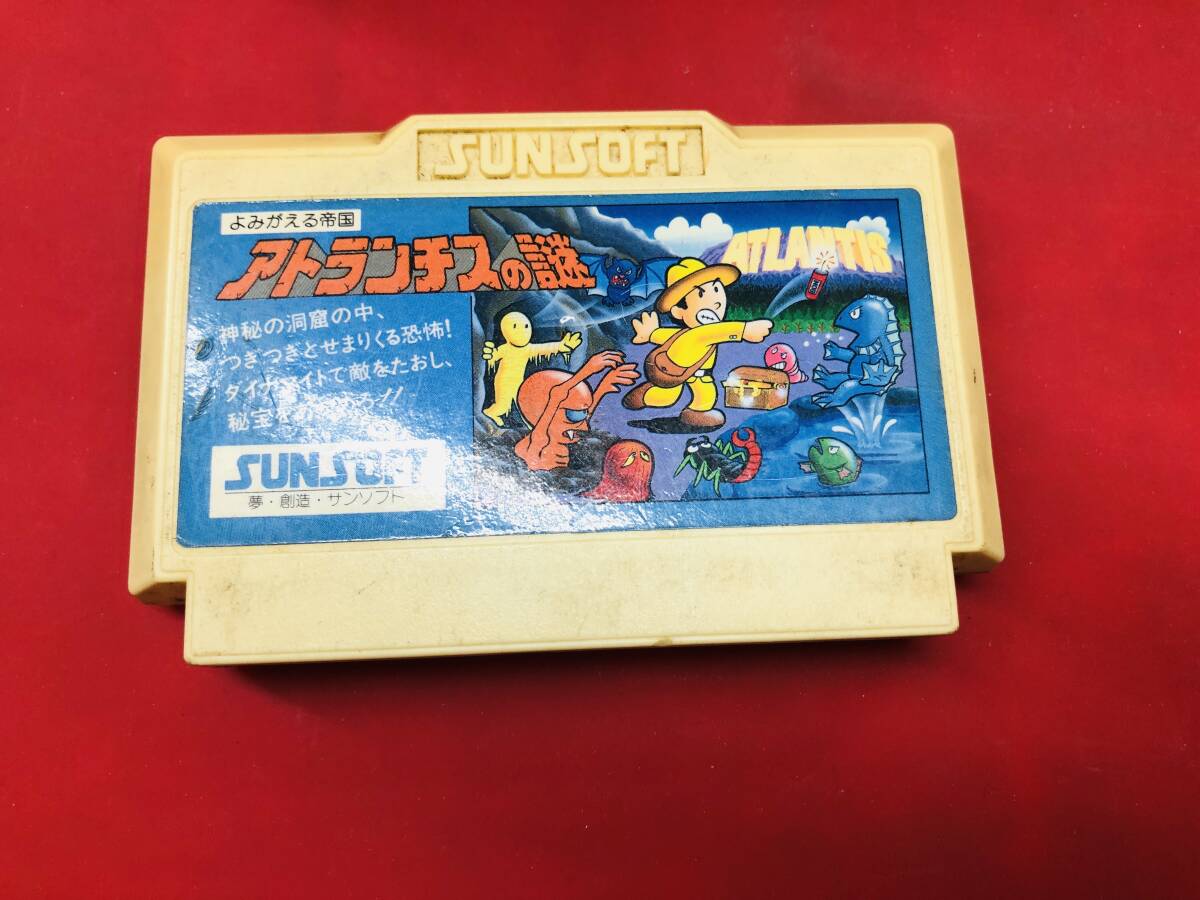 SUNSOFT
よみがえる帝国
アトランチスの謎
ATLANTIS
神秘の洞窟の中、
つぎつぎとせまりくる恐怖!
ダイナマイトで敵をたおし、
秘宝を
SUNSOFT
夢・創造・サンソフト